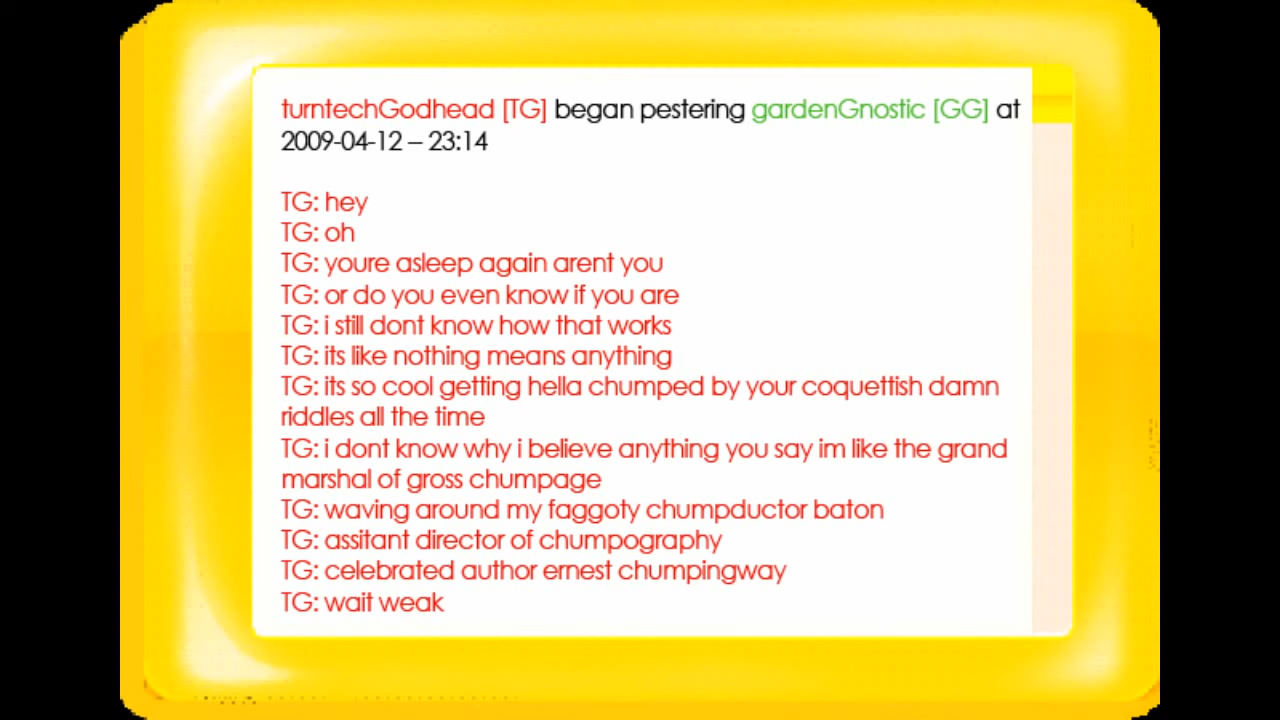 turntechGodhead [TG] began pestering gardenGnostic [GG] at
2009-04-12 – 23:14
TG: hey
TG: oh
TG: youre asleep again arent you
TG: or do you even know if you are
TG: i still dont know how that works
TG: its like nothing means anything
TG: its so cool getting hella chumped by your coquettish damn
riddles all the time
TG: i dont know why i believe anything you say im like the grand
marshal of gross chumpage
TG: waving around my faggoty chumpductor baton
TG: assitant director of chumpography
TG: celebrated author ernest chumpingway
TG: wait weak